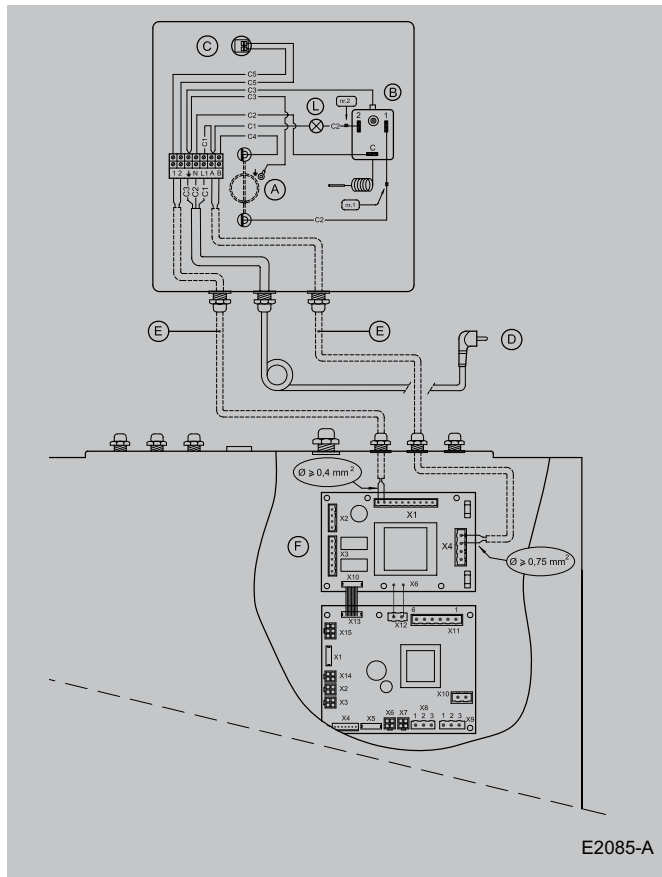 C
C5
C5
C3
C3
C2
C1
C1
C4
L
nr.2
C2
B
2 1
C
A
nr.1
C2
1 2 N L1 A B
C3
C2
C1
E
E
D
Ø ⩾ 0,4 mm²
X1
X2
X3
X4
F
Ø ⩾ 0,75 mm²
X10
X6
X13
X12
6 1
X11
X15
X1
X14
X2
X3
X10
X4
X5
X6
X7
X8
1 2 3
1 2 3
X9
E2085-A